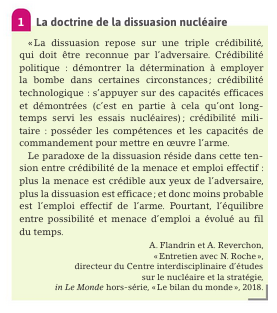 1 La doctrine de la dissuasion nucléaire
« La dissuasion repose sur une triple crédibilité,
qui doit être reconnue par l'adversaire. Crédibilité
politique : démontrer la détermination à employer
la bombe dans certaines circonstances ; crédibilité
technologique : s'appuyer sur des capacités efficaces
et démontrées (c'est en partie à cela qu'ont long-
temps servi les essais nucléaires) ; crédibilité mili-
taire : posséder les compétences et les capacités de
commandement pour mettre en œuvre l'arme.
Le paradoxe de la dissuasion réside dans cette ten-
sion entre crédibilité de la menace et emploi effectif :
plus la menace est crédible aux yeux de l'adversaire,
plus la dissuasion est efficace ; et donc moins probable
est l'emploi effectif de l'arme. Pourtant, l'équilibre
entre possibilité et menace d'emploi a évolué au fil
du temps.
A. Flandrin et A. Reverchon,
« Entretien avec N. Roche »,
directeur du Centre interdisciplinaire d'études
sur le nucléaire et la stratégie,
in Le Monde hors-série, « Le bilan du monde », 2018.